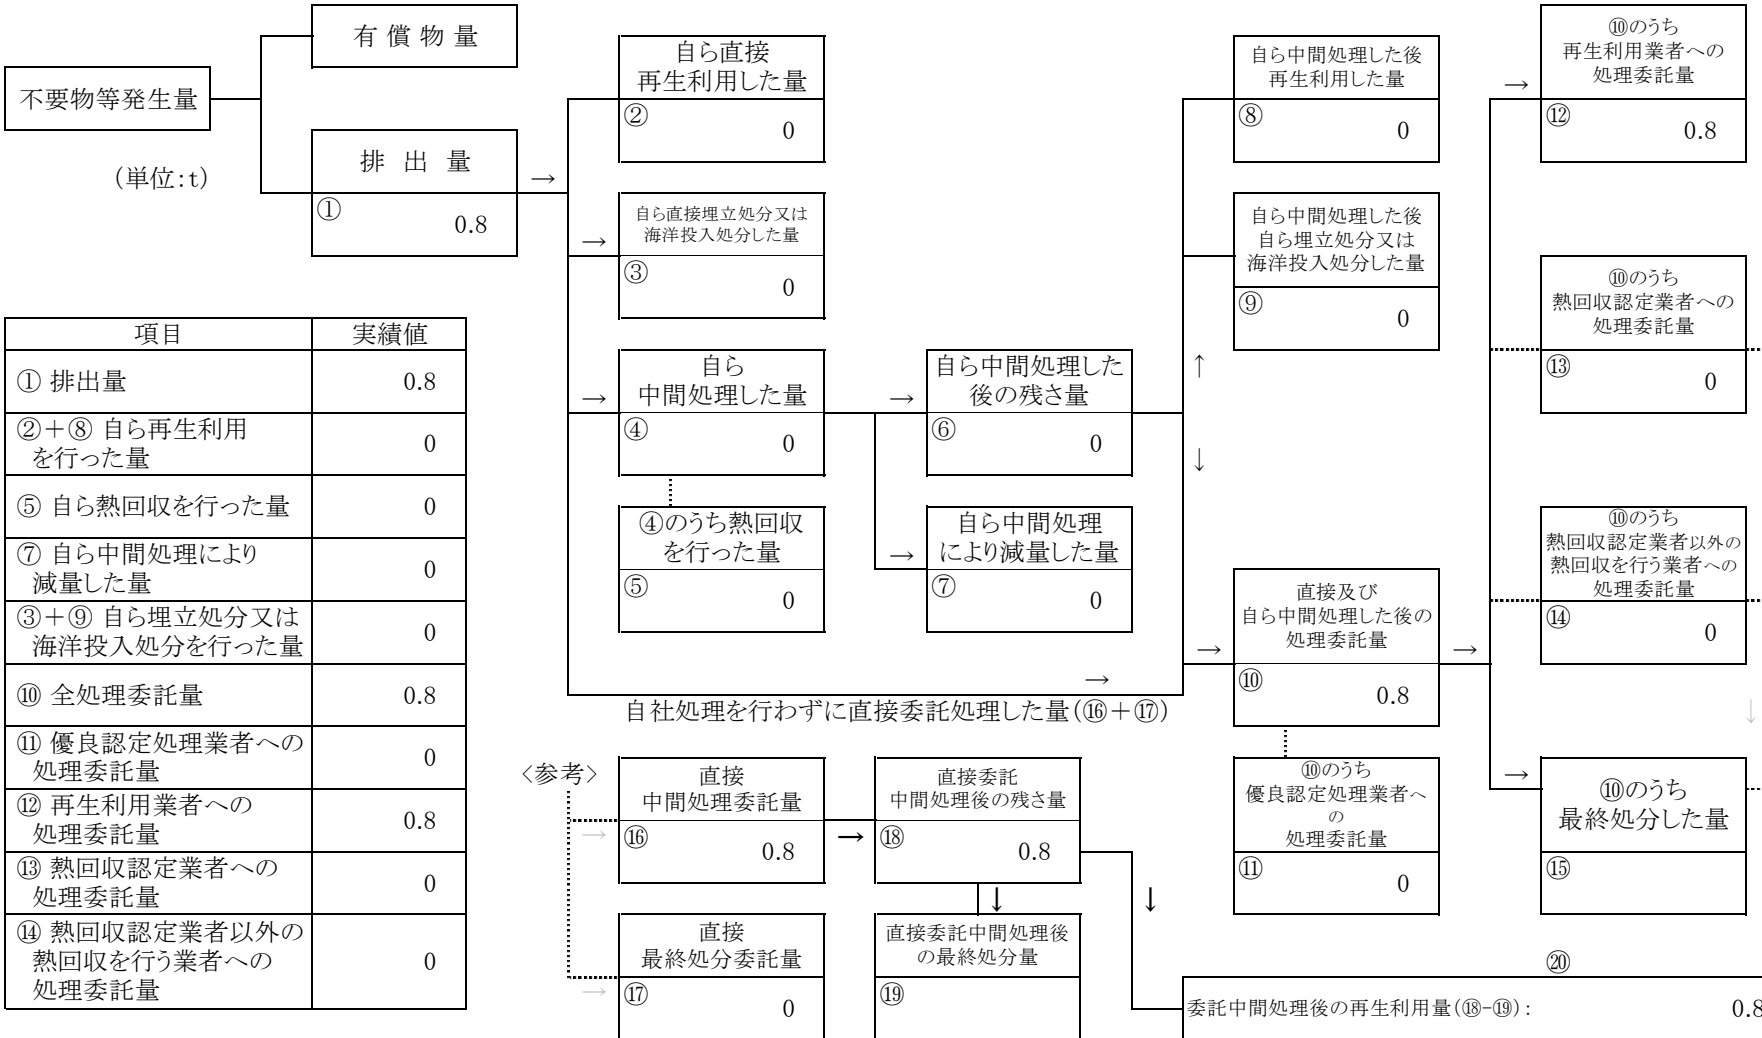 有 償 物 量
不要物等発生量
排 出 量
① 0.8
(単位:t)
→
自ら直接
再生利用した量
② 0
→
自ら直接埋立処分又は
海洋投入処分した量
③ 0
→
自ら
中間処理した量
④ 0
④のうち熱回収
を行った量
⑤ 0
→
自ら中間処理した
後の残さ量
⑥ 0
→
自ら中間処理
により減量した量
⑦ 0
↑
↓
自ら中間処理した後
再生利用した量
⑧ 0
自ら中間処理した後
自ら埋立処分又は
海洋投入処分した量
⑨ 0
→
自社処理を行わずに直接委託処理した量(⑯+⑰)
→
直接及び
自ら中間処理した後の
処理委託量
⑩ 0.8
⑩のうち
優良認定処理業者へ
の
処理委託量
⑪ 0
→
→
⑩のうち
再生利用業者への
処理委託量
⑫ 0.8
⑩のうち
熱回収認定業者への
処理委託量
⑬ 0
⑩のうち
熱回収認定業者以外の
熱回収を行う業者への
処理委託量
⑭ 0
↓
→
⑩のうち
最終処分した量
⑮
項目 実績値
① 排出量 0.8
②+⑧ 自ら再生利用
を行った量 0
⑤ 自ら熱回収を行った量 0
⑦ 自ら中間処理により
減量した量 0
③+⑨ 自ら埋立処分又は
海洋投入処分を行った量 0
⑩ 全処理委託量 0.8
⑪ 優良認定処理業者への
処理委託量 0
⑫ 再生利用業者への
処理委託量 0.8
⑬ 熱回収認定業者への
処理委託量 0
⑭ 熱回収認定業者以外の
熱回収を行う業者への
処理委託量 0
<参考>
→
直接
中間処理委託量
⑯ 0.8
→
直接委託
中間処理後の残さ量
⑱ 0.8
↓
↓
→
直接
最終処分委託量
⑰ 0
直接委託中間処理後
の最終処分量
⑲
⑳
委託中間処理後の再生利用量(⑱-⑲): 0.8